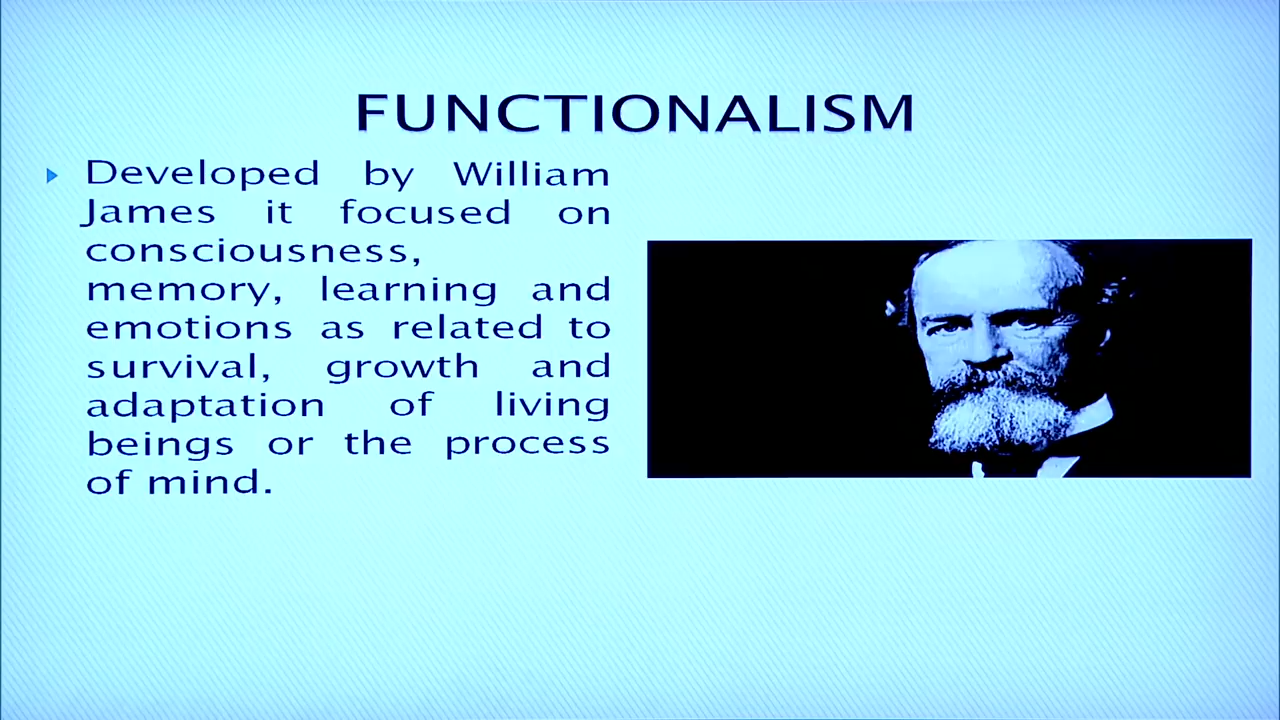 FUNCTIONALISM
Developed by William
James it focused on
consciousness,
memory, learning and
emotions as related to
survival, growth and
adaptation of living
beings or the process
of mind.